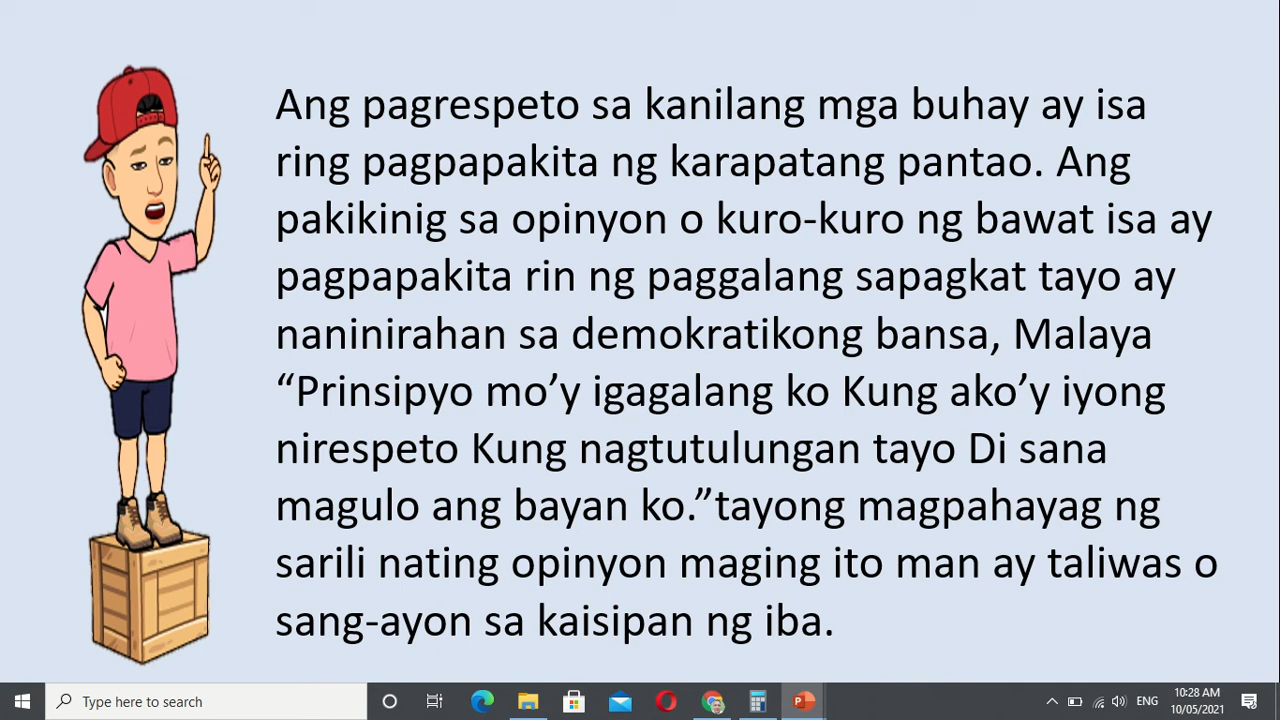 Ang pagrespeto sa kanilang mga buhay ay isa
ring pagpapakita ng karapatang pantao. Ang
pakikinig sa opinyon o kuro-kuro ng bawat isa ay
pagpapakita rin ng paggalang sapagkat tayo ay
naninirahan sa demokratikong bansa, Malaya
“Prinsipyo mo’y igagalang ko Kung ako’y iyong
nirespeto Kung nagtutulungan tayo Di sana
magulo ang bayan ko.”tayong magpahayag ng
sarili nating opinyon maging ito man ay taliwas o
sang-ayon sa kaisipan ng iba.
Type here to search
ENG
10:28 AM
10/05/2021